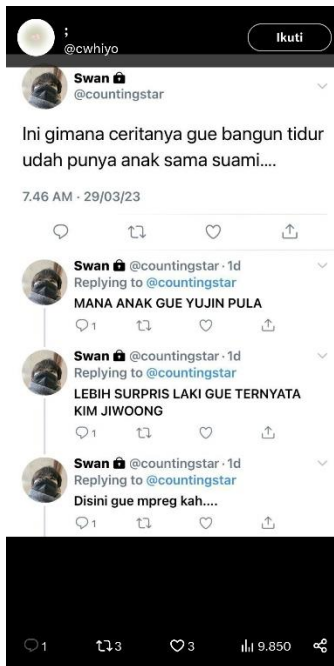 ;
@cwhiyo
Ikuti
Swan
@countingstar
Ini gimana ceritanya gue bangun tidur
udah punya anak sama suami....
7.46 AM · 29/03/23
Swan @countingstar · 1d
Replying to @countingstar
MANA ANAK GUE YUJIN PULA
1
Swan @countingstar · 1d
Replying to @countingstar
LEBIH SURPRIS LAKI GUE TERNYATA
KIM JIWOONG
1
Swan @countingstar · 1d
Replying to @countingstar
Disini gue mpreg kah....
1
1 3 3 9.850